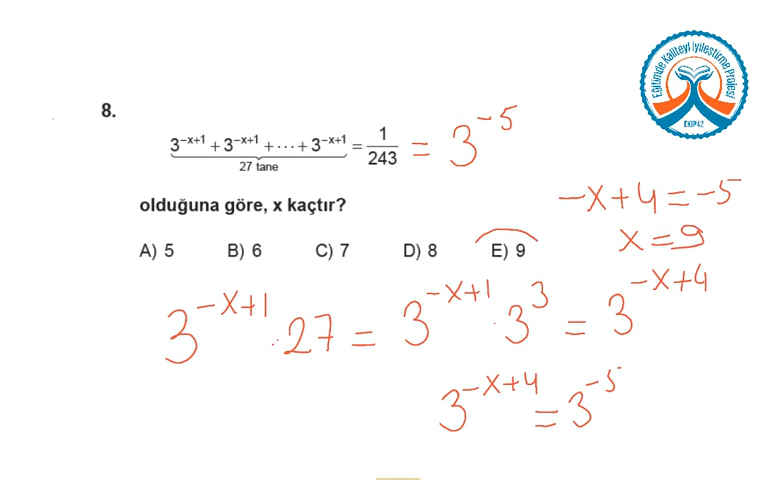 Eğitimde Kaliteyi İyileştirme Projesi
EKIP42
8.
3^{-x+1} + 3^{-x+1} + ··· + 3^{-x+1} = 1/243 = 3^{-5}
27 tane
-x+4=-5
olduğuna göre, x kaçtır?
x=9
A) 5 B) 6 C) 7 D) 8 E) 9
3^{-x+1} · 27 = 3^{-x+1} · 3^{3} = 3^{-x+4}
3^{-x+4} = 3^{-5}